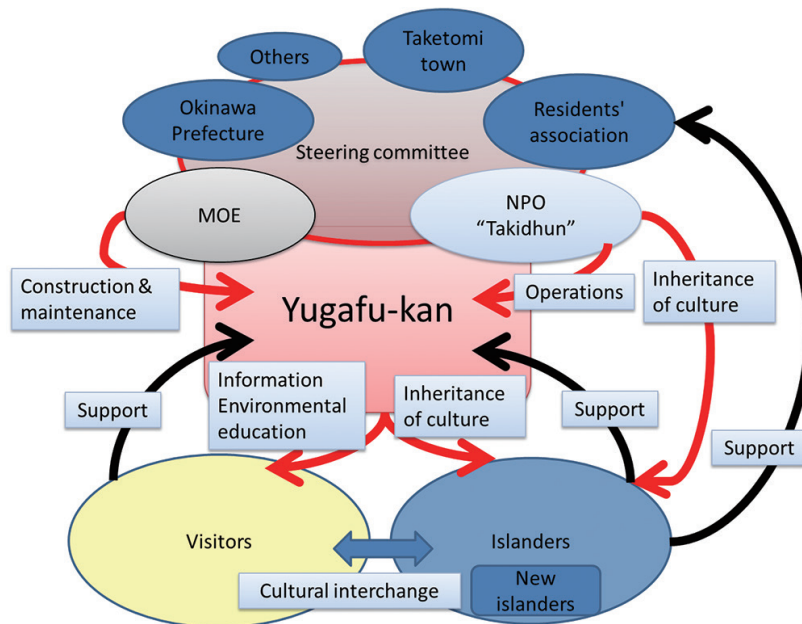 Taketomi
town
Others
Okinawa
Prefecture
Residents'
association
Steering committee
MOE
NPO
“Takidhun”
Construction &
maintenance
Operations
Inheritance
of culture
Yugafu-kan
Information
Environmental
education
Inheritance
of culture
Support
Support
Support
Visitors
Islanders
Cultural interchange
New
islanders